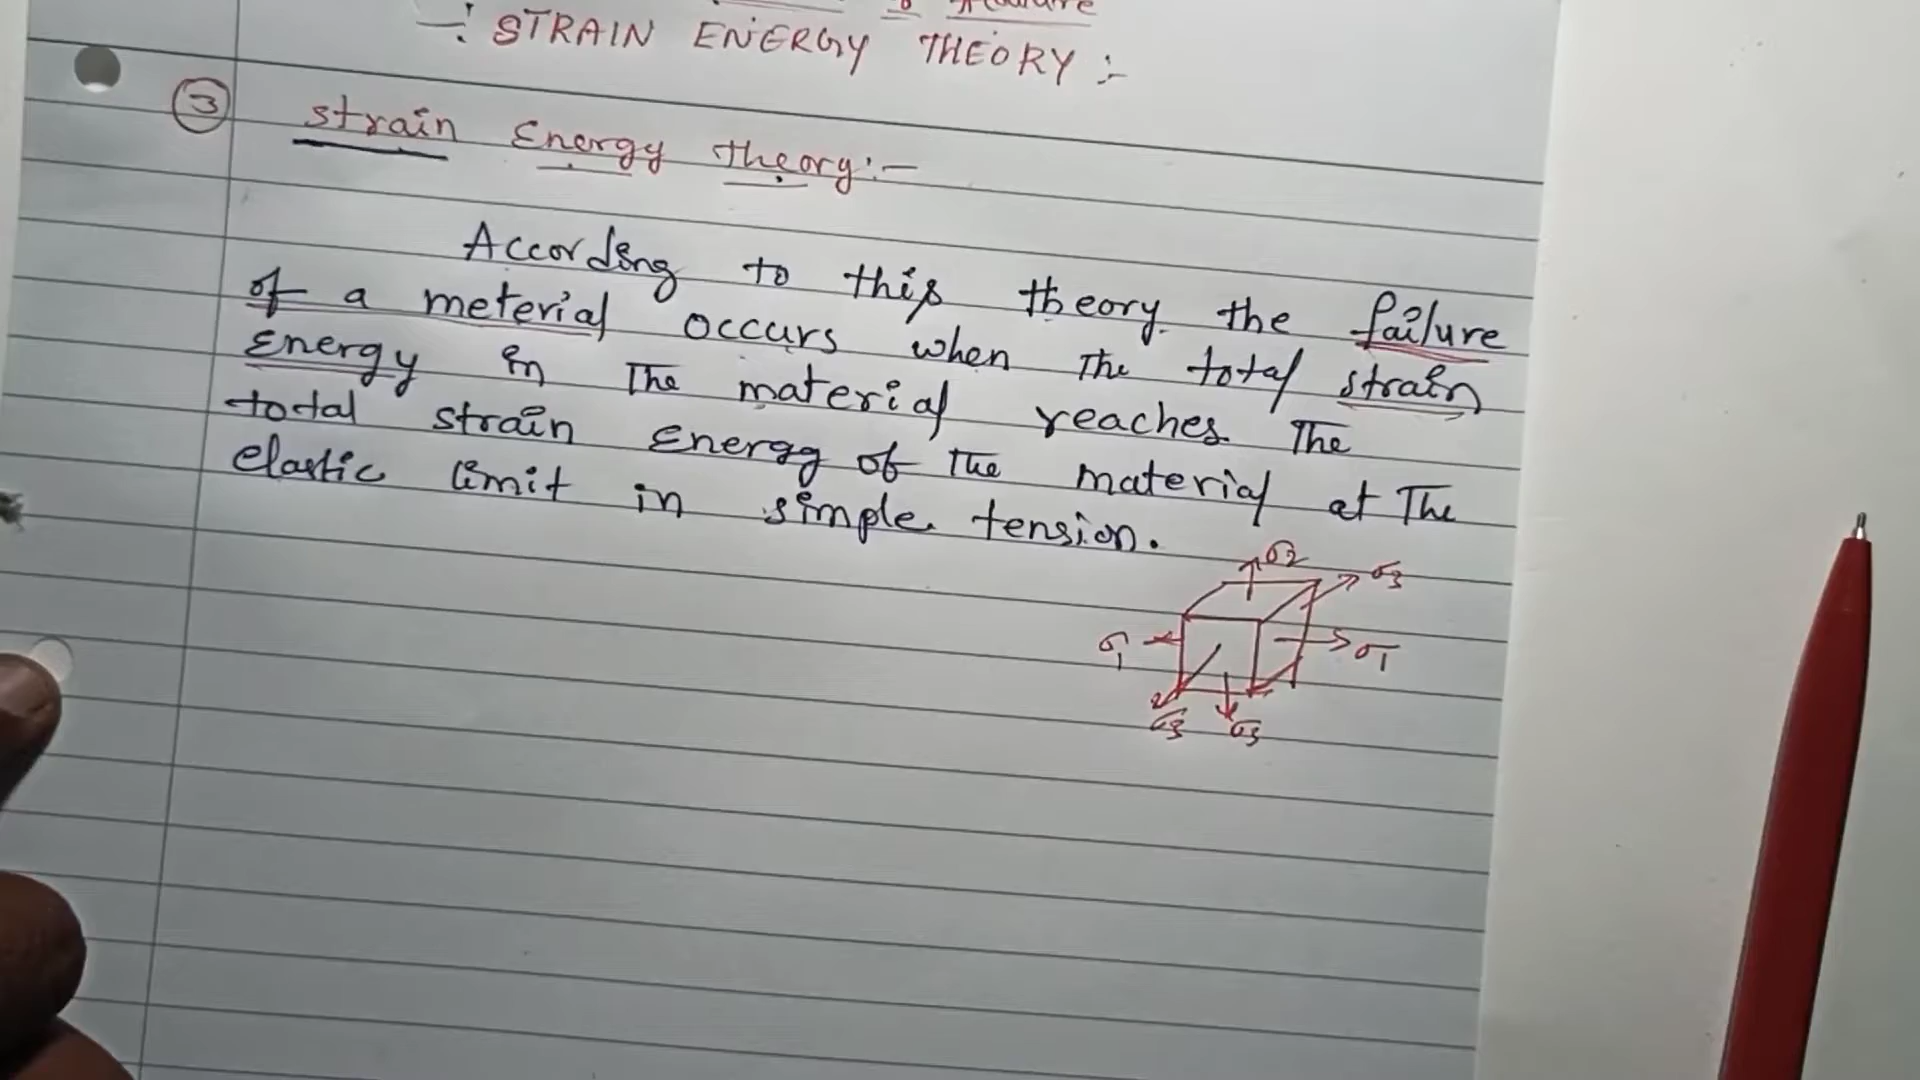 -: STRAIN ENERGY THEORY :-
3 strain Energy theory:-
According to this theory. the failure
of a meterial occurs when The total strain
Energy in The material reaches. The
total strain Energy of The material at The
elastic limit in simple. tension.
σ2
σ3
σ1 σ1
σ3 σ3